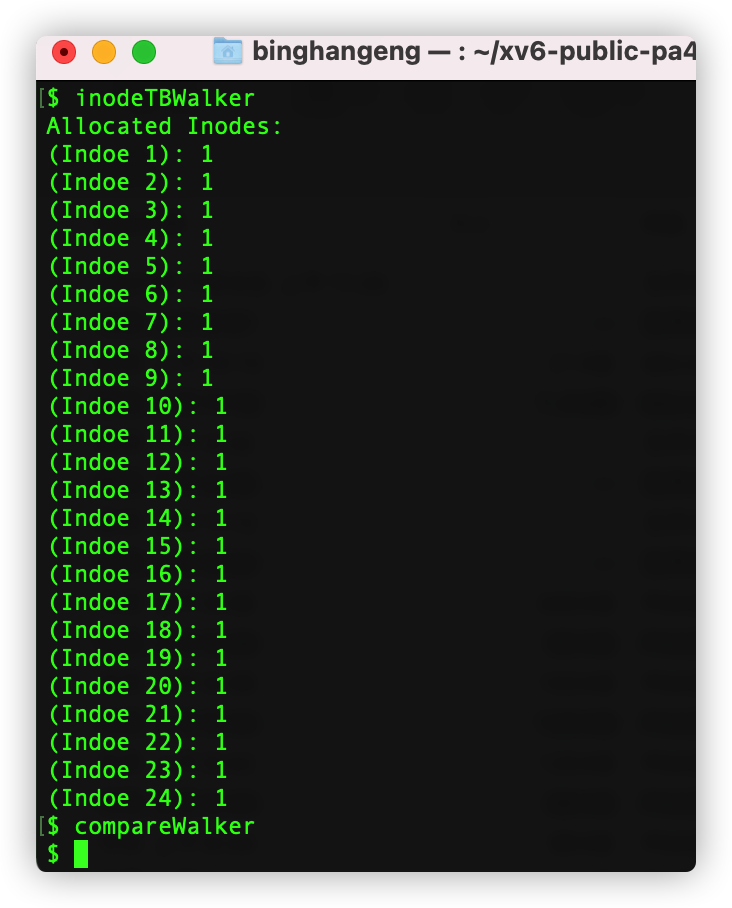 binghangeng — : ~/xv6-public-pa4
[$ inodeTBWalker
Allocated Inodes:
(Indoe 1): 1
(Indoe 2): 1
(Indoe 3): 1
(Indoe 4): 1
(Indoe 5): 1
(Indoe 6): 1
(Indoe 7): 1
(Indoe 8): 1
(Indoe 9): 1
(Indoe 10): 1
(Indoe 11): 1
(Indoe 12): 1
(Indoe 13): 1
(Indoe 14): 1
(Indoe 15): 1
(Indoe 16): 1
(Indoe 17): 1
(Indoe 18): 1
(Indoe 19): 1
(Indoe 20): 1
(Indoe 21): 1
(Indoe 22): 1
(Indoe 23): 1
(Indoe 24): 1
[$ compareWalker
$